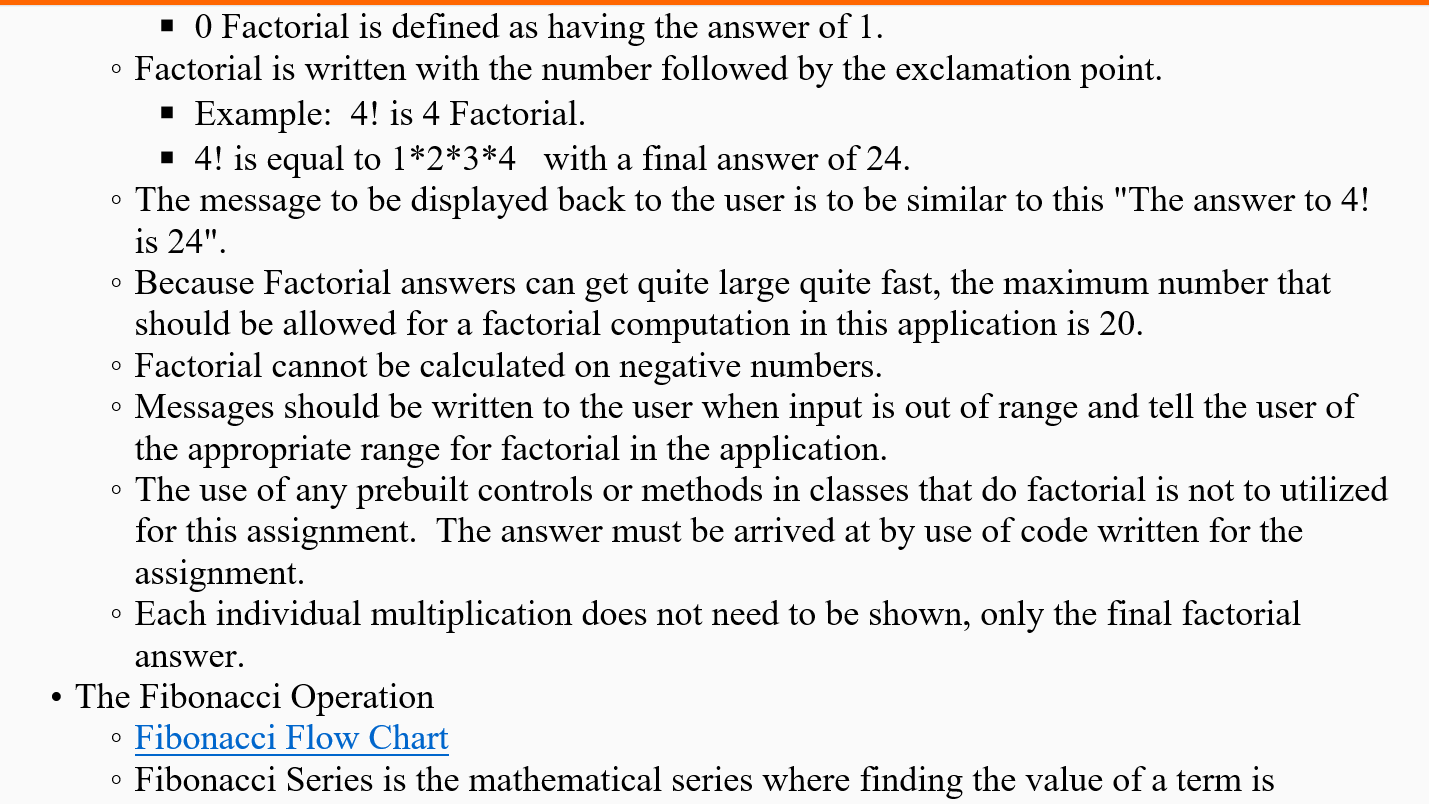 ▪ 0 Factorial is defined as having the answer of 1.
◦ Factorial is written with the number followed by the exclamation point.
▪ Example:  4! is 4 Factorial.
▪ 4! is equal to 1*2*3*4   with a final answer of 24.
◦ The message to be displayed back to the user is to be similar to this "The answer to 4!
is 24".
◦ Because Factorial answers can get quite large quite fast, the maximum number that
should be allowed for a factorial computation in this application is 20.
◦ Factorial cannot be calculated on negative numbers.
◦ Messages should be written to the user when input is out of range and tell the user of
the appropriate range for factorial in the application.
◦ The use of any prebuilt controls or methods in classes that do factorial is not to utilized
for this assignment.  The answer must be arrived at by use of code written for the
assignment.
◦ Each individual multiplication does not need to be shown, only the final factorial
answer.
• The Fibonacci Operation
◦ Fibonacci Flow Chart
◦ Fibonacci Series is the mathematical series where finding the value of a term is